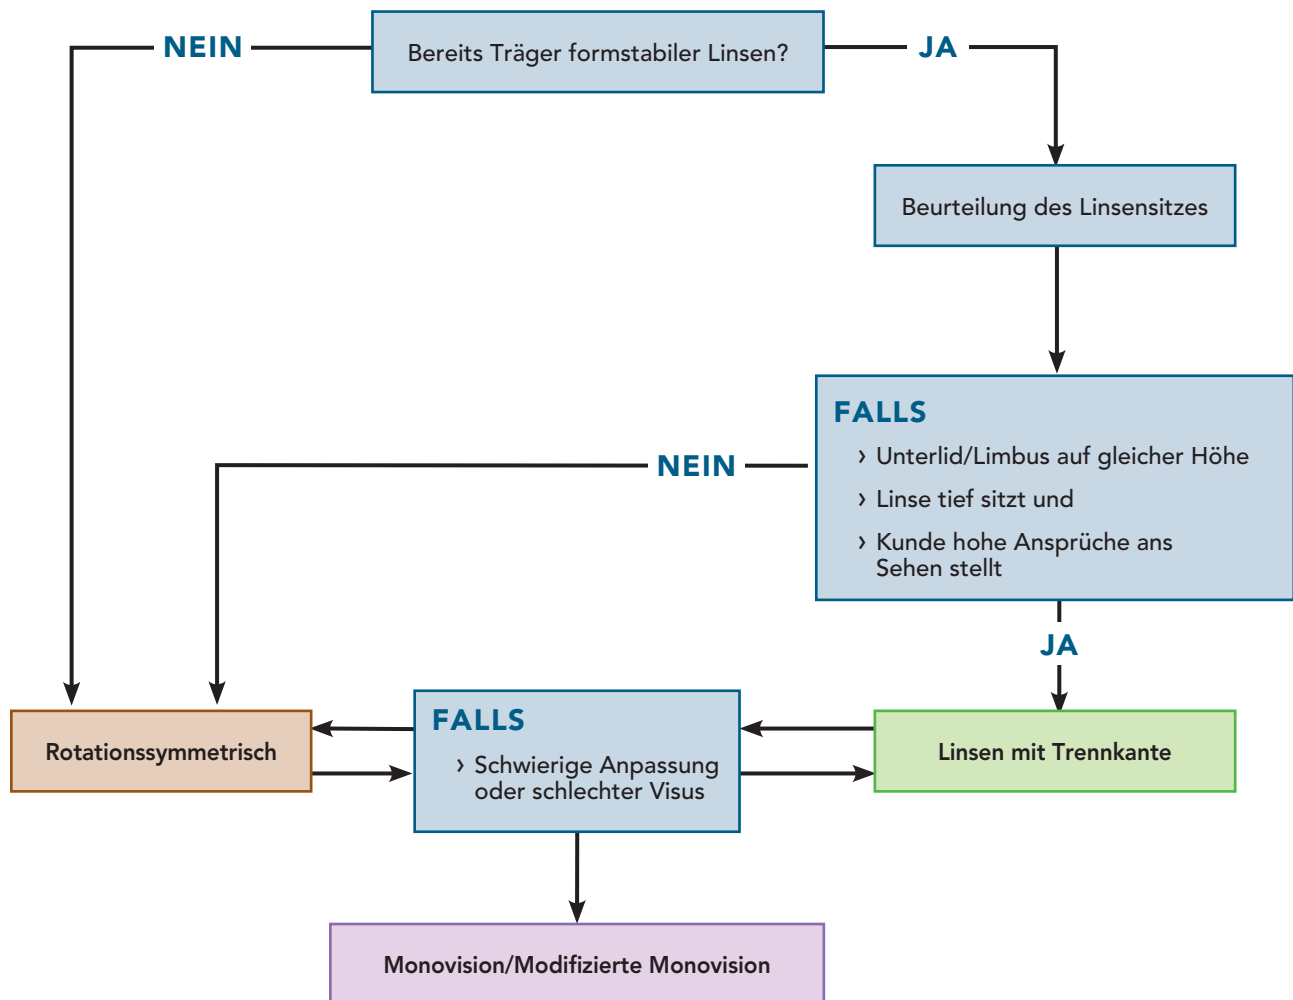 NEIN
Bereits Träger formstabiler Linsen?
JA
Beurteilung des Linsensitzes
FALLS
› Unterlid/Limbus auf gleicher Höhe
› Linse tief sitzt und
› Kunde hohe Ansprüche ans
Sehen stellt
NEIN
JA
Rotationssymmetrisch
FALLS
› Schwierige Anpassung
oder schlechter Visus
Linsen mit Trennkante
Monovision/Modifizierte Monovision